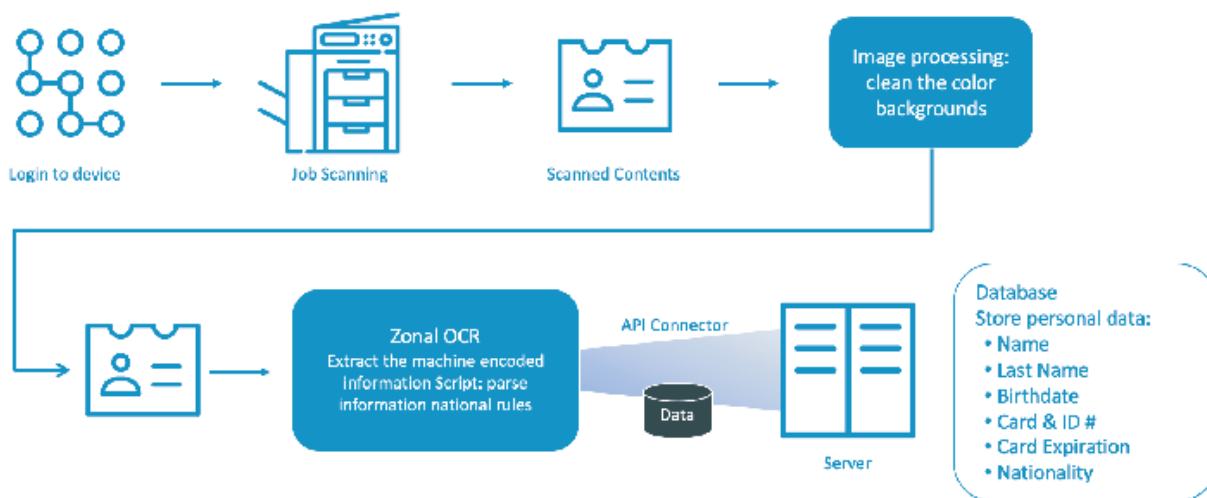 Image processing:
clean the color
backgrounds
Login to device
Job Scanning
Scanned Contents
Zonal OCR
Extract the machine encoded
information Script: parse
information national rules
API Connector
Data
Server
Database
Store personal data:
• Name
• Last Name
• Birthdate
• Card & ID #
• Card Expiration
• Nationality